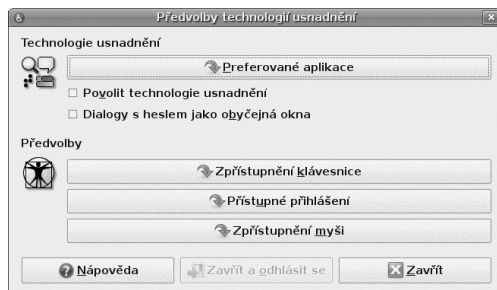 Předvolby technologií usnadnění
Technologie usnadnění
Preferované aplikace
Povolit technologie usnadnění
Dialogy s heslem jako obyčejná okna
Předvolby
Zpřístupnění klávesnice
Přístupné přihlášení
Zpřístupnění myši
Nápověda Zavřít a odhlásit se Zavřít